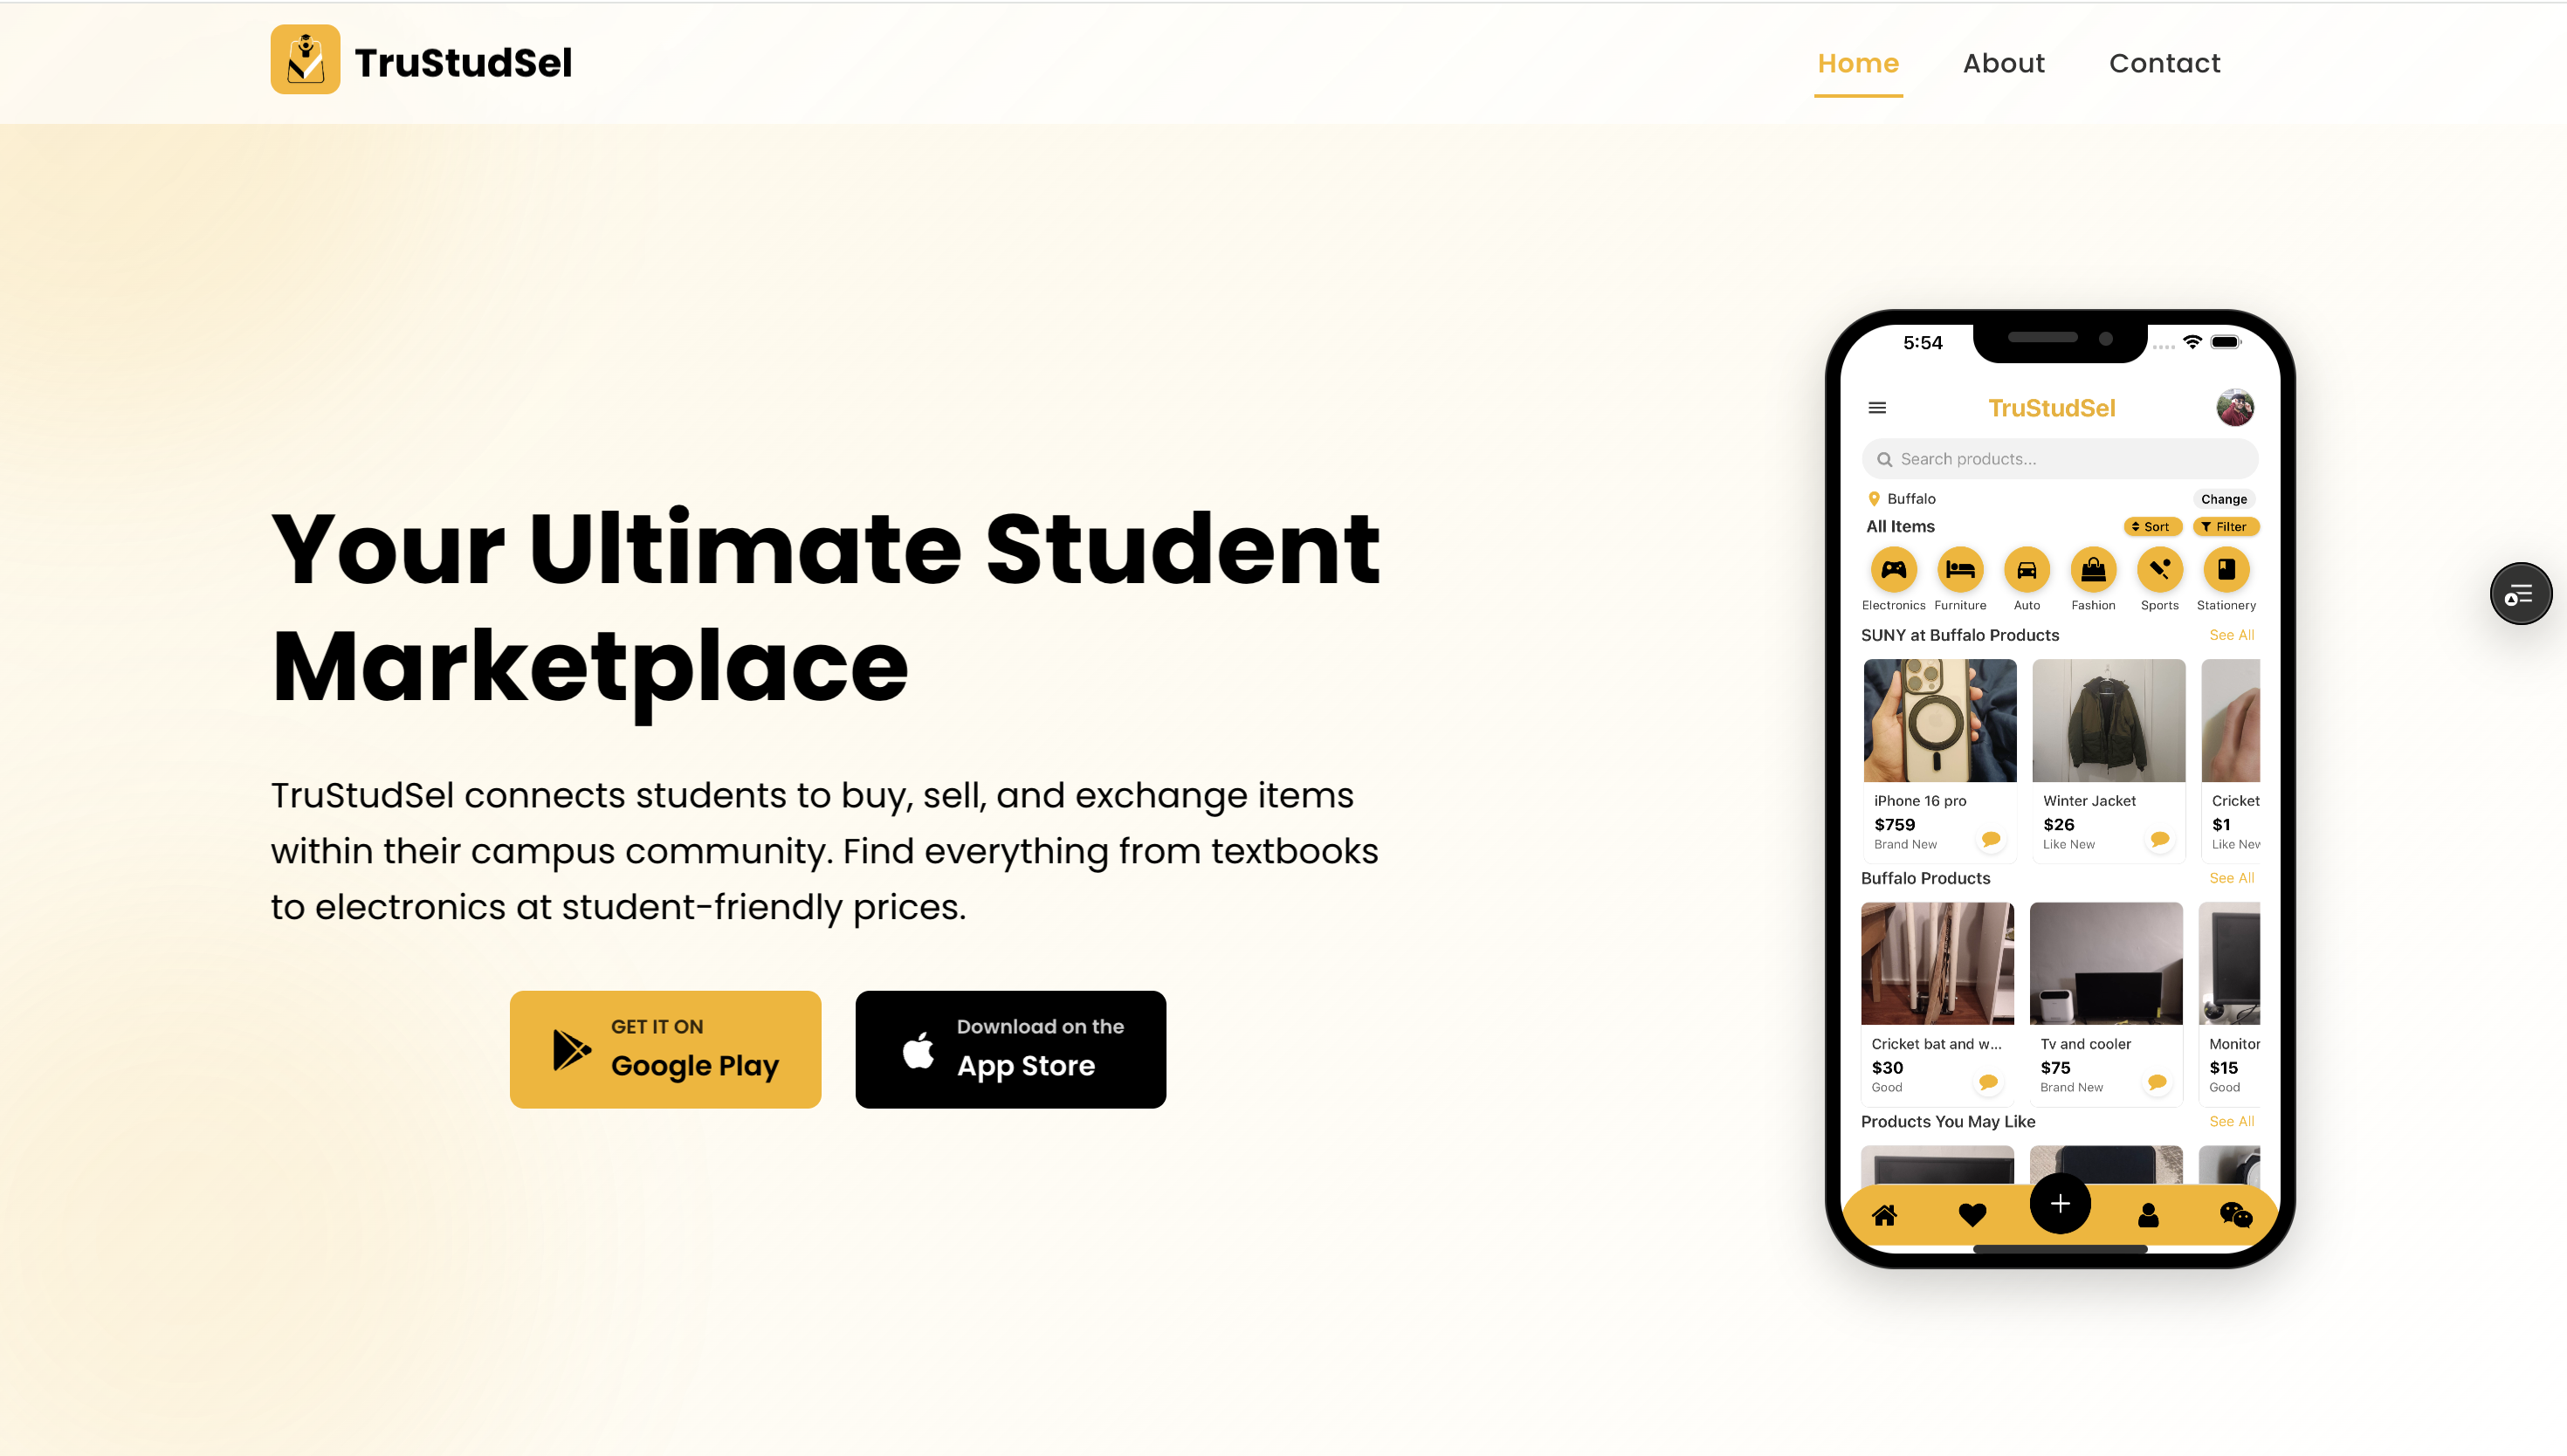 TruStudSel
Home
About
Contact
Your Ultimate Student
Marketplace
TruStudSel connects students to buy, sell, and exchange items
within their campus community. Find everything from textbooks
to electronics at student-friendly prices.
GET IT ON
Google Play
Download on the
App Store
5:54
TruStudSel
Search products...
Buffalo
Change
All Items
Sort
Filter
Electronics
Furniture
Auto
Fashion
Sports
Stationery
SUNY at Buffalo Products
See All
iPhone 16 pro
$759
Brand New
Winter Jacket
$26
Like New
Cricket
$1
Like New
Buffalo Products
See All
Cricket bat and w...
$30
Good
Tv and cooler
$75
Brand New
Monitor
$15
Good
Products You May Like
See All